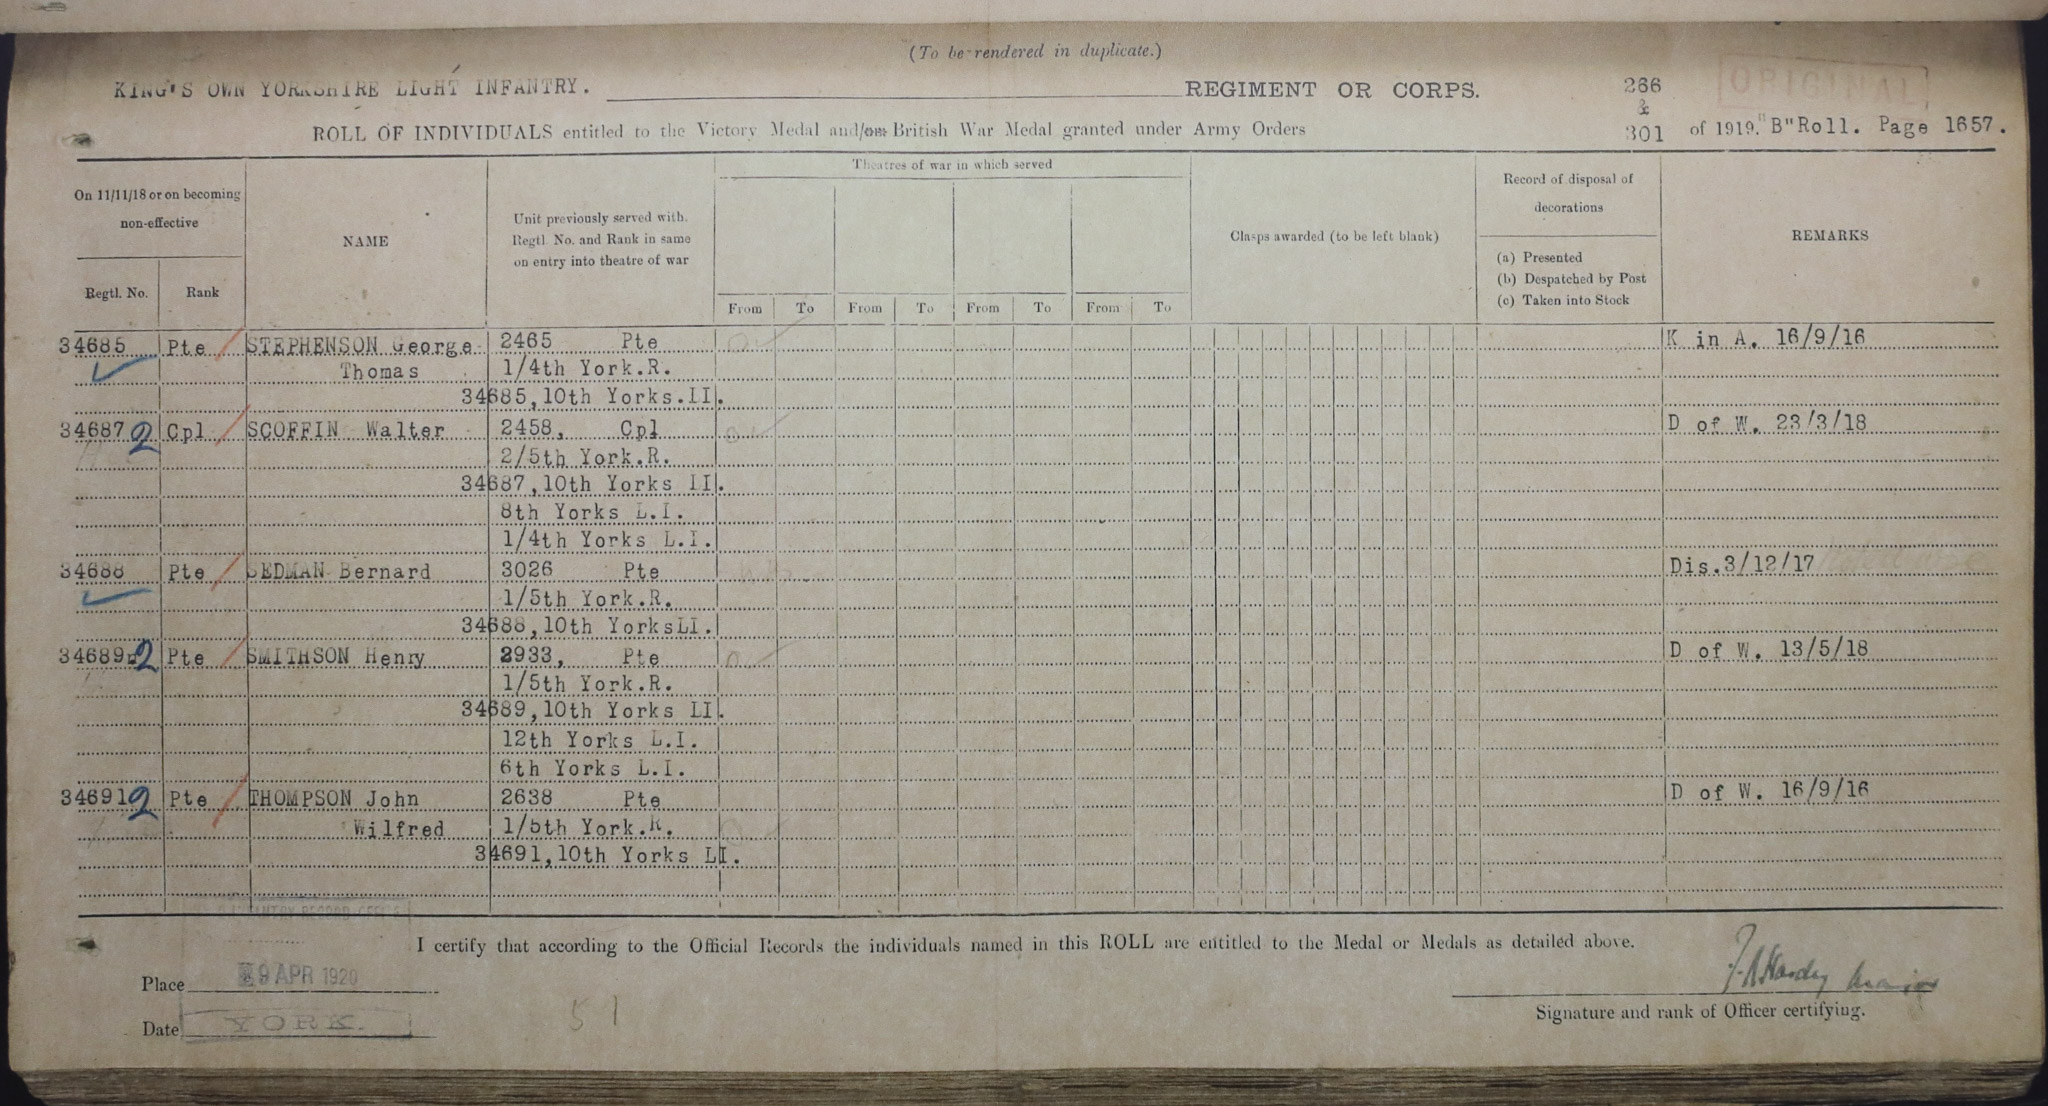 (To be rendered in duplicate.)
KING'S OWN YORKSHIRE LIGHT INFANTRY. REGIMENT OR CORPS. 266 ORIGINAL
&
ROLL OF INDIVIDUALS entitled to the Victory Medal and/or British War Medal granted under Army Orders 301 of 1919. "B"Roll. Page 1657.
Theatres of war in which served
On 11/11/18 or on becoming
non-effective
Regtl. No. Rank
NAME
Unit previously served with.
Regtl. No. and Rank in same
on entry into theatre of war
From To From To From To From To
Clasps awarded (to be left blank)
Record of disposal of
decorations
(a) Presented
(b) Despatched by Post
(c) Taken into Stock
REMARKS
34685 Pte STEPHENSON George 2465 Pte K in A. 16/9/16
Thomas 1/4th York.R.
34685,10th Yorks.LI.
34687 2 Cpl SCOFFIN Walter 2458, Cpl D of W. 23/3/18
2/5th York.R.
34687,10th Yorks LI.
8th Yorks L.I.
1/4th Yorks L.I.
34688 Pte SEDMAN Bernard 3026 Pte Dis.3/12/17
1/5th York.R.
34688,10th YorksLI.
34689 2 Pte SMITHSON Henry 2933, Pte D of W. 13/5/18
1/5th York.R.
34689,10th Yorks LI.
12th Yorks L.I.
6th Yorks L.I.
34691 2 Pte THOMPSON John 2638 Pte D of W. 16/9/16
Wilfred 1/5th York.R.
34691,10th Yorks LI.
I certify that according to the Official Records the individuals named in this ROLL are entitled to the Medal or Medals as detailed above.
Place 9 APR 1920
Date YORK.
51
Signature and rank of Officer certifying.